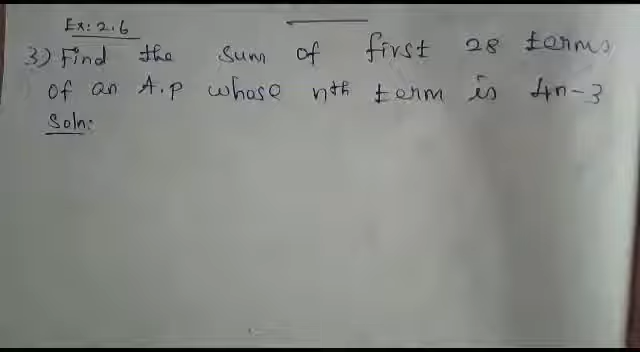 Ex: 2.6
3) Find the sum of first 28 terms
of an A.P whose nth term is 4n-3
Soln: